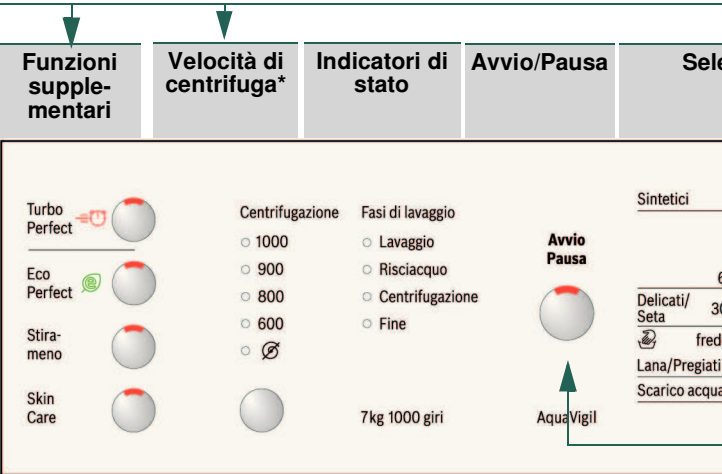 Funzioni
supple-
mentari
Velocità di
centrifuga*
Indicatori di
stato
Avvio/Pausa
Turbo
Perfect
Eco
Perfect
Stira-
meno
Skin
Care
Centrifugazione
1000
900
800
600
Fasi di lavaggio
Lavaggio
Risciacquo
Centrifugazione
Fine
7kg 1000 giri
Avvio
Pausa
AquaVigil
Sintetici
Delicati/
Seta
Lana/Pregiati
Scarico acqua